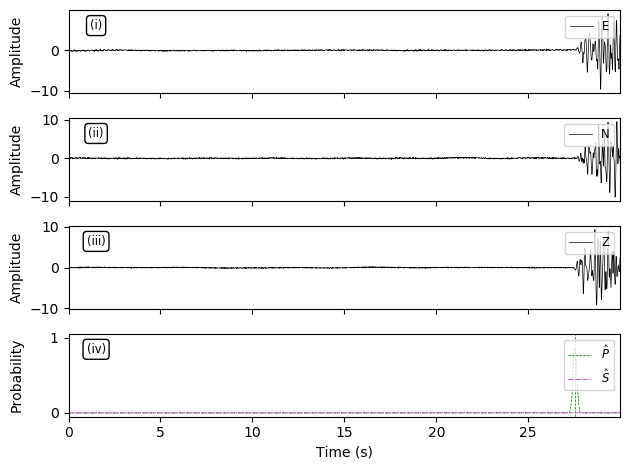 (i)
E
Amplitude
0
−10
(ii)
N
Amplitude
10
0
−10
(iii)
Z
Amplitude
10
0
−10
(iv)
P̂
Ŝ
Probability
1
0
0 5 10 15 20 25
Time (s)